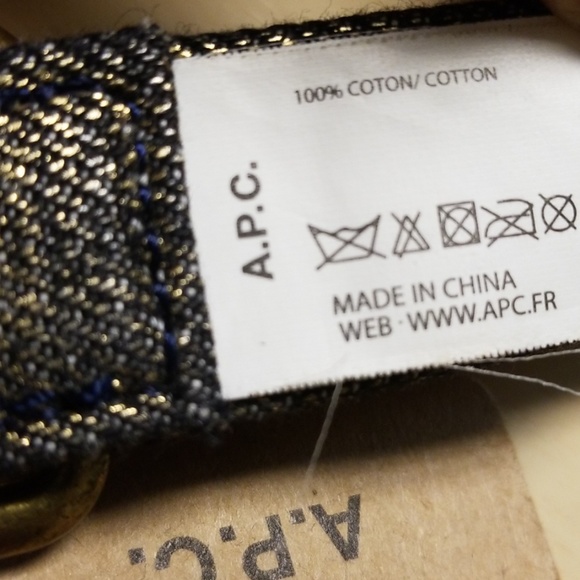 100% COTON/ COTTON
A.P.C.
MADE IN CHINA
WEB · WWW.APC.FR
A.P.C.